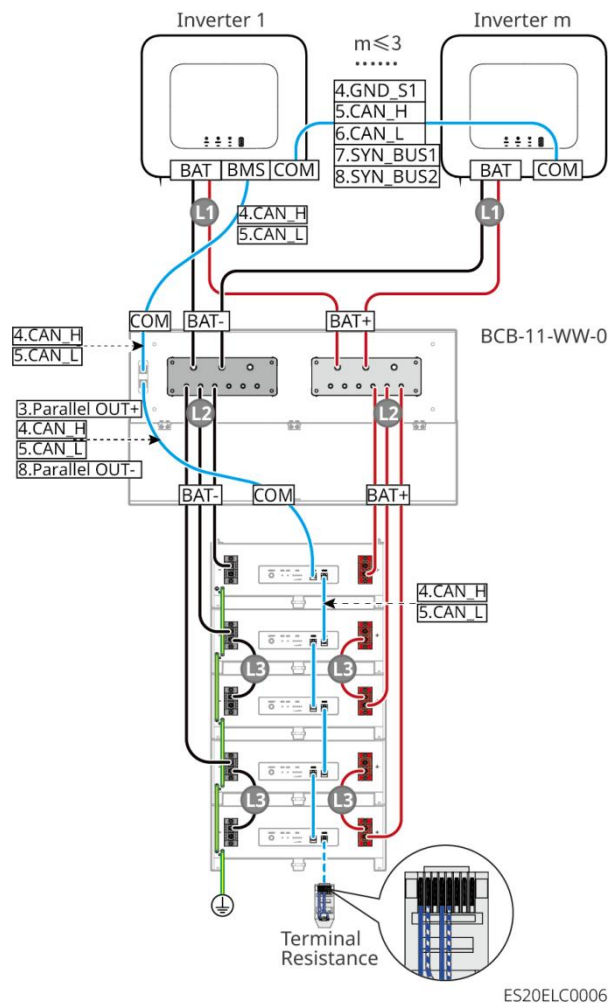 Inverter 1
Inverter m
m≤3
......
4.GND_S1
5.CAN_H
6.CAN_L
7.SYN_BUS1
8.SYN_BUS2
BAT
BMS
COM
BAT
COM
L1
L1
4.CAN_H
5.CAN_L
COM
BAT-
BAT+
BCB-11-WW-0
4.CAN_H
5.CAN_L
3.Parallel OUT+
4.CAN_H
5.CAN_L
8.Parallel OUT-
L2
L2
BAT-
COM
BAT+
4.CAN_H
5.CAN_L
L3
L3
L3
L3
Terminal
Resistance
ES20ELC0006